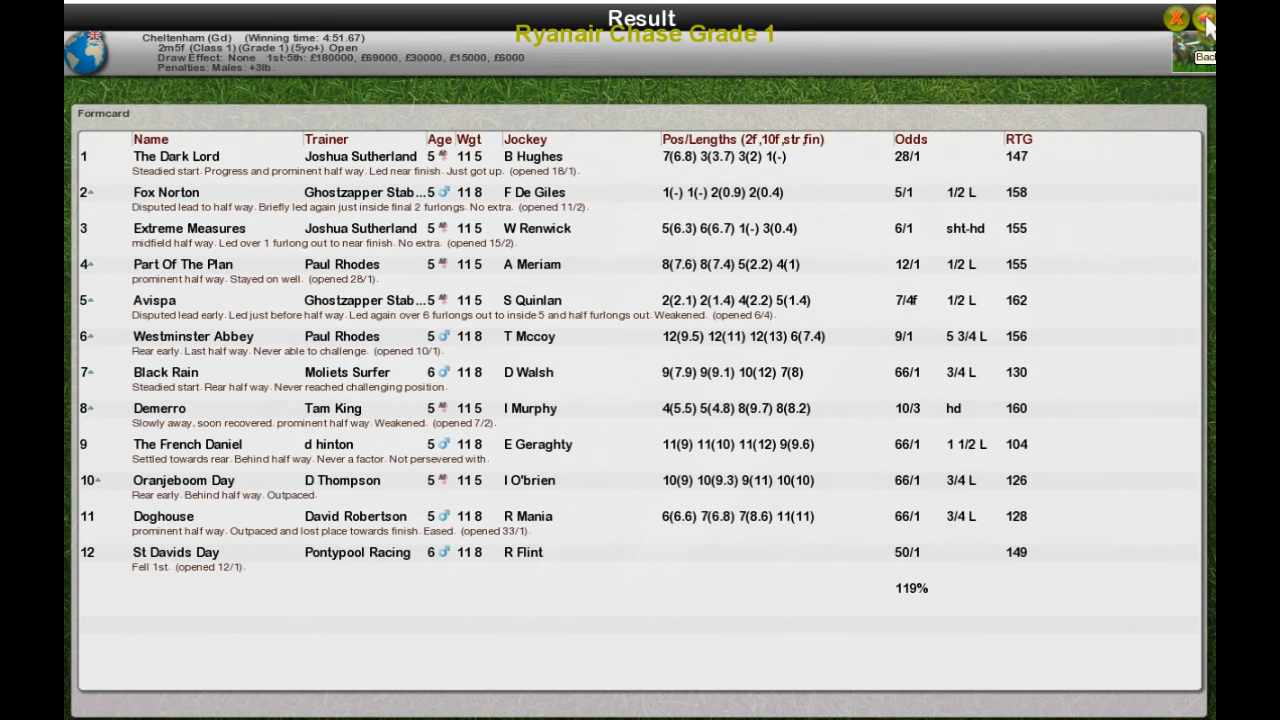 Result
Ryanair Chase Grade 1
Cheltenham (Gd) (Winning time: 4:51.67)
2m5f (Class 1) (Grade 1) (5yo+) Open
Draw Effect: None 1st-5th: £180000, £69000, £30000, £15000, £6000
Penalties: Males: +3lb.
Back
Formcard
Name Trainer Age Wgt Jockey Pos/Lengths (2f,10f,str,fin) Odds RTG
1 The Dark Lord Joshua Sutherland 5 11 5 B Hughes 7(6.8) 3(3.7) 3(2) 1(-) 28/1 147
Steadied start. Progress and prominent half way. Led near finish. Just got up. (opened 18/1).
2 Fox Norton Ghostzapper Stab... 5 11 8 F De Giles 1(-) 1(-) 2(0.9) 2(0.4) 5/1 1/2 L 158
Disputed lead to half way. Briefly led again just inside final 2 furlongs. No extra. (opened 11/2).
3 Extreme Measures Joshua Sutherland 5 11 5 W Renwick 5(6.3) 6(6.7) 1(-) 3(0.4) 6/1 sht-hd 155
midfield half way. Led over 1 furlong out to near finish. No extra. (opened 15/2).
4 Part Of The Plan Paul Rhodes 5 11 5 A Meriam 8(7.6) 8(7.4) 5(2.2) 4(1) 12/1 1/2 L 155
prominent half way. Stayed on well. (opened 28/1).
5 Avispa Ghostzapper Stab... 5 11 5 S Quinlan 2(2.1) 2(1.4) 4(2.2) 5(1.4) 7/4f 1/2 L 162
Disputed lead early. Led just before half way. Led again over 6 furlongs out to inside 5 and half furlongs out. Weakened. (opened 6/4).
6 Westminster Abbey Paul Rhodes 5 11 8 T Mccoy 12(9.5) 12(11) 12(13) 6(7.4) 9/1 5 3/4 L 156
Rear early. Last half way. Never able to challenge. (opened 10/1).
7 Black Rain Moliets Surfer 6 11 8 D Walsh 9(7.9) 9(9.1) 10(12) 7(8) 66/1 3/4 L 130
Steadied start. Rear half way. Never reached challenging position.
8 Demerro Tam King 5 11 5 I Murphy 4(5.5) 5(4.8) 8(9.7) 8(8.2) 10/3 hd 160
Slowly away, soon recovered. prominent half way. Weakened. (opened 7/2).
9 The French Daniel d hinton 5 11 8 E Geraghty 11(9) 11(10) 11(12) 9(9.6) 66/1 1 1/2 L 104
Settled towards rear. Behind half way. Never a factor. Not persevered with.
10 Oranjeboom Day D Thompson 5 11 5 I O'brien 10(9) 10(9.3) 9(11) 10(10) 66/1 3/4 L 126
Rear early. Behind half way. Outpaced.
11 Doghouse David Robertson 5 11 8 R Mania 6(6.6) 7(6.8) 7(8.6) 11(11) 66/1 3/4 L 128
prominent half way. Outpaced and lost place towards finish. Eased. (opened 33/1).
12 St Davids Day Pontypool Racing 6 11 8 R Flint 50/1 149
Fell 1st. (opened 12/1).
119%